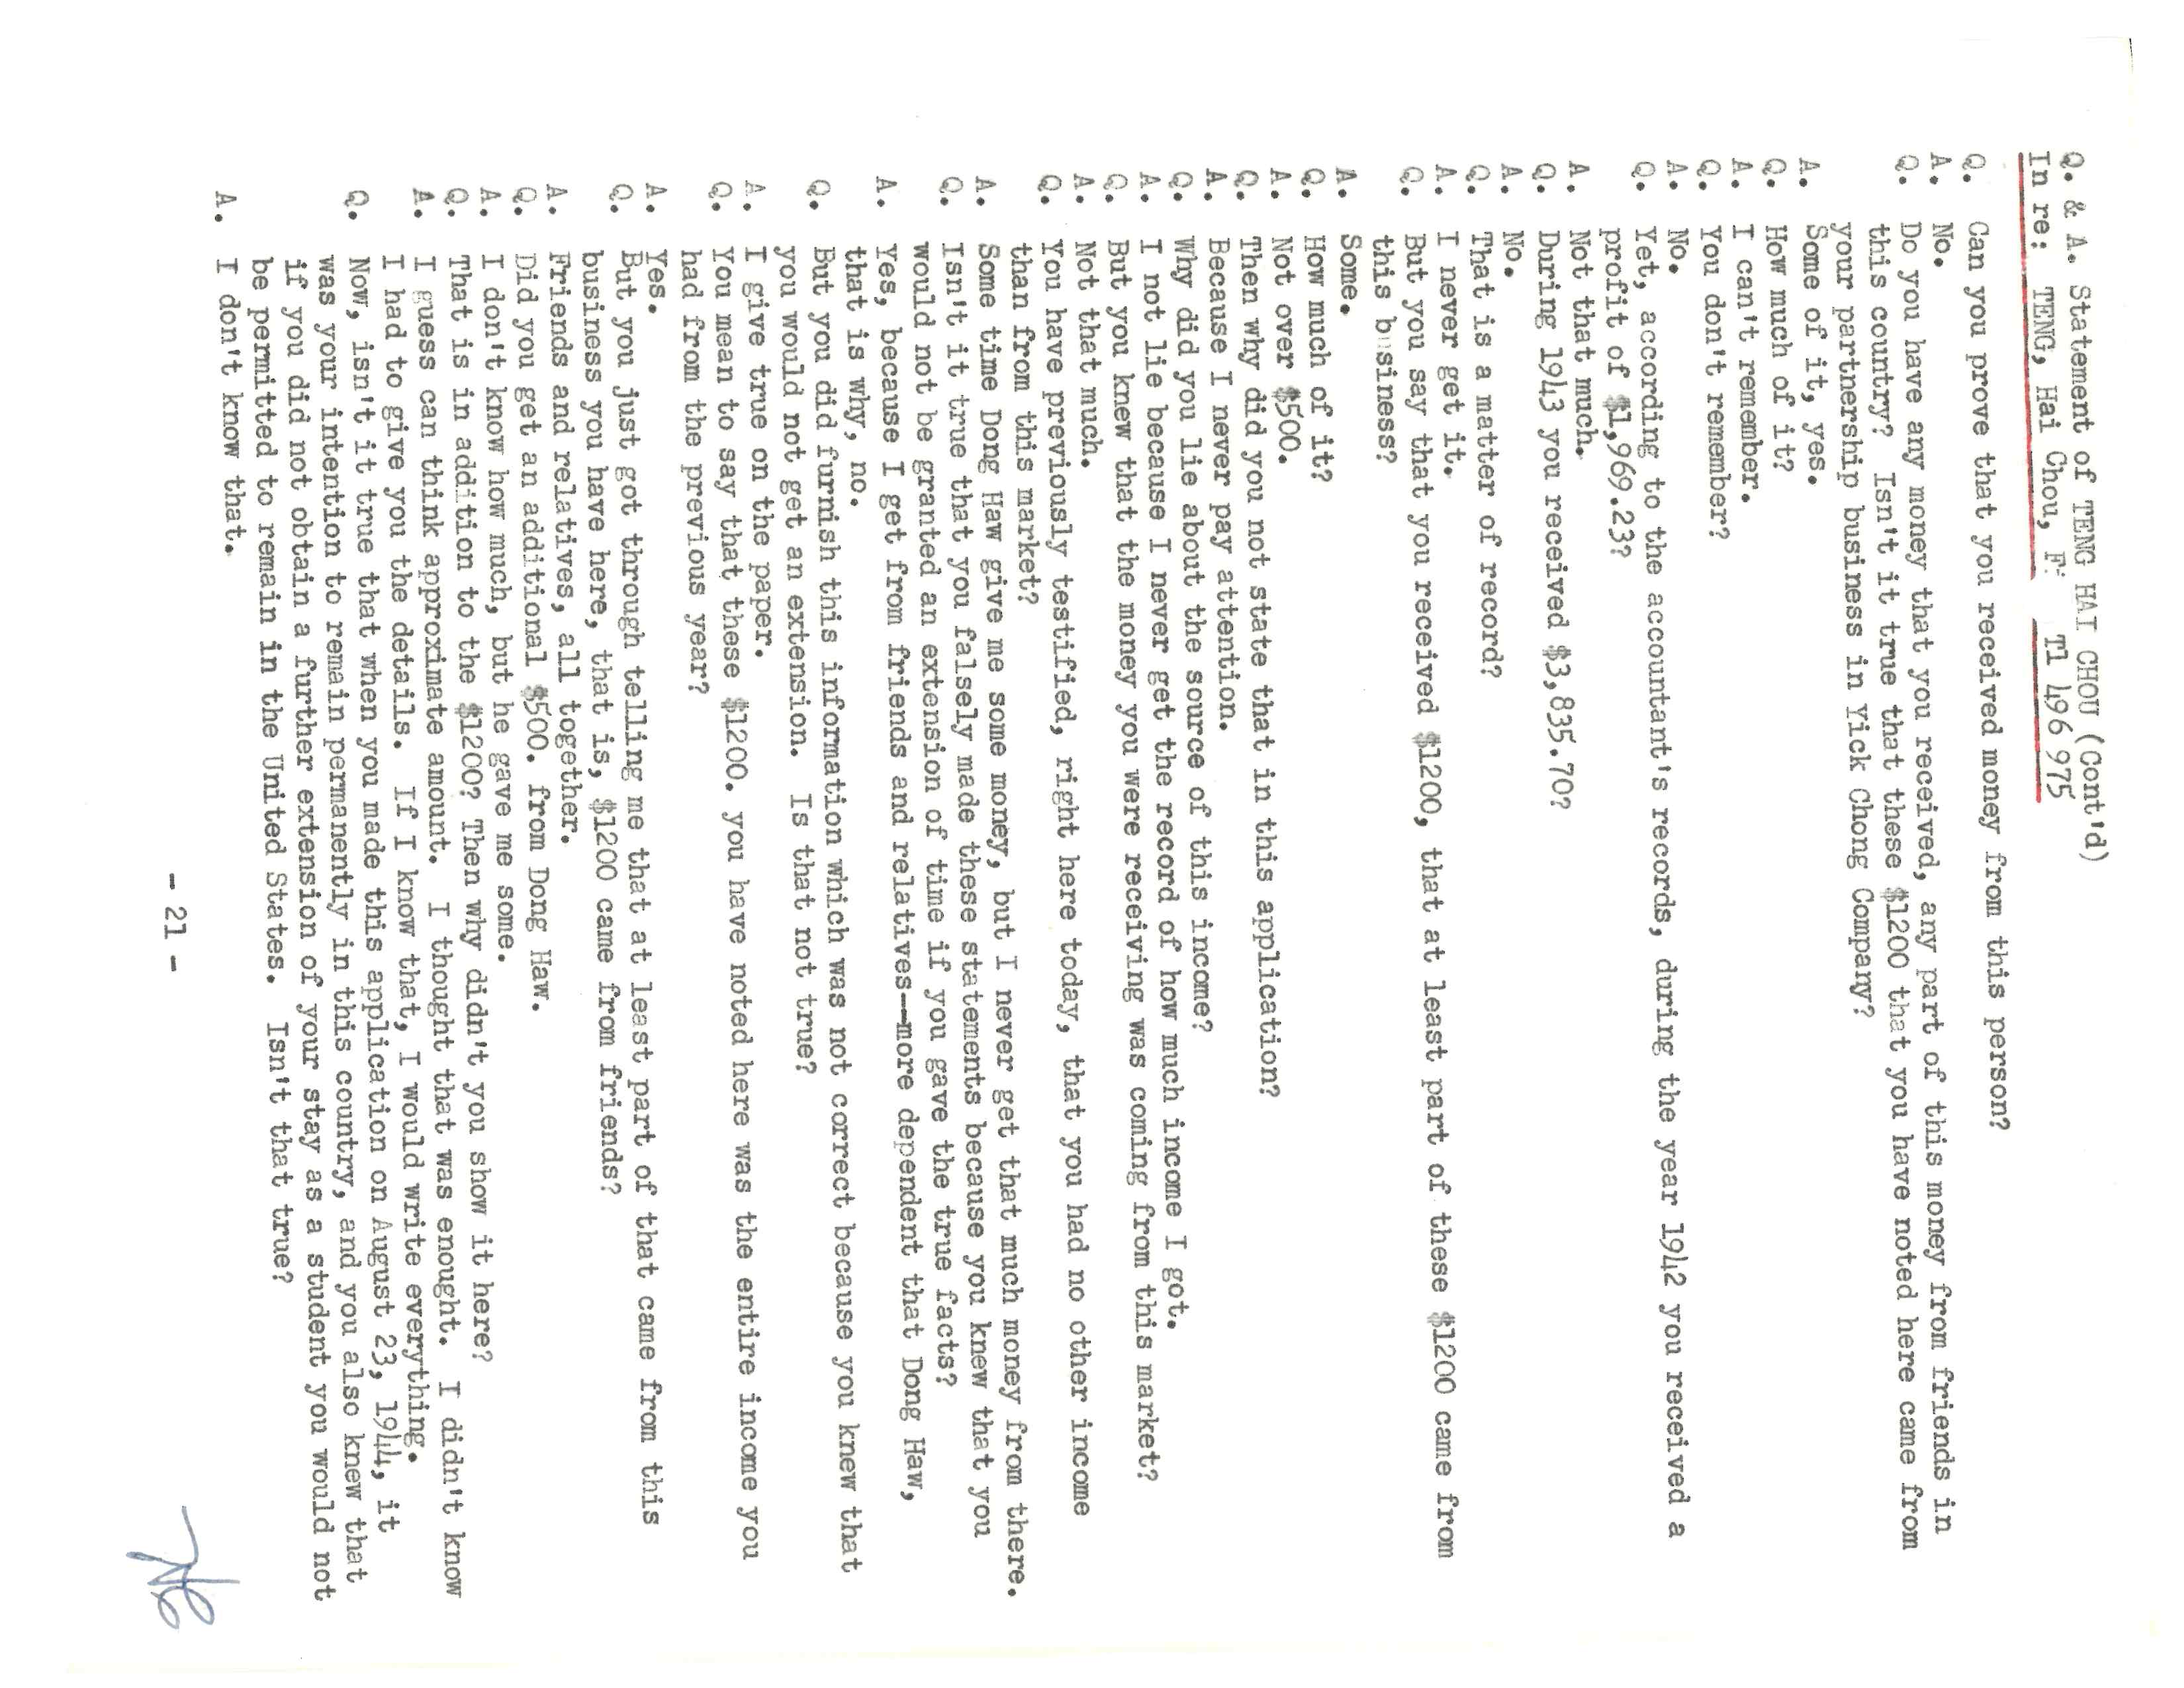 Q. & A. Statement of TENG HAI CHOU (Cont'd)
In re: TENG, Hai Chou, F: T1 496 975
Q. Can you prove that you received money from this person?
A. No.
Q. Do you have any money that you received, any part of this money from friends in
this country? Isn't it true that these $1200 that you have noted here came from
your partnership business in Yick Chong Company?
A. Some of it, yes.
Q. How much of it?
A. I can't remember.
Q. You don't remember?
A. No.
Q. Yet, according to the accountant's records, during the year 1942 you received a
profit of $1,969.23?
A. Not that much.
Q. During 1943 you received $3,835.70?
A. No.
Q. That is a matter of record?
A. I never get it.
Q. But you say that you received $1200, that at least part of these $1200 came from
this business?
A. Some.
Q. How much of it?
A. Not over $500.
Q. Then why did you not state that in this application?
A. Because I never pay attention.
Q. Why did you lie about the source of this income?
A. I not lie because I never get the record of how much income I got.
Q. But you knew that the money you were receiving was coming from this market?
A. Not that much.
Q. You have previously testified, right here today, that you had no other income
than from this market?
A. Some time Dong Haw give me some money, but I never get that much money from there.
Q. Isn't it true that you falsely made these statements because you knew that you
would not be granted an extension of time if you gave the true facts?
A. Yes, because I get from friends and relatives--more dependent that Dong Haw,
that is why, no.
Q. But you did furnish this information which was not correct because you knew that
you would not get an extension. Is that not true?
A. I give true on the paper.
Q. You mean to say that these $1200. you have noted here was the entire income you
had from the previous year?
A. Yes.
Q. But you just got through telling me that at least part of that came from this
business you have here, that is, $1200 came from friends?
A. Friends and relatives, all together.
Q. Did you get an additional $500. from Dong Haw.
A. I don't know how much, but he gave me some.
Q. That is in addition to the $1200? Then why didn't you show it here?
A. I guess can think approximate amount. I thought that was enought. I didn't know
I had to give you the details. If I know that, I would write everything.
Q. Now, isn't it true that when you made this application on August 23, 1944, it
was your intention to remain permanently in this country, and you also knew that
if you did not obtain a further extension of your stay as a student you would not
be permitted to remain in the United States. Isn't that true?
A. I don't know that.
- 21 -